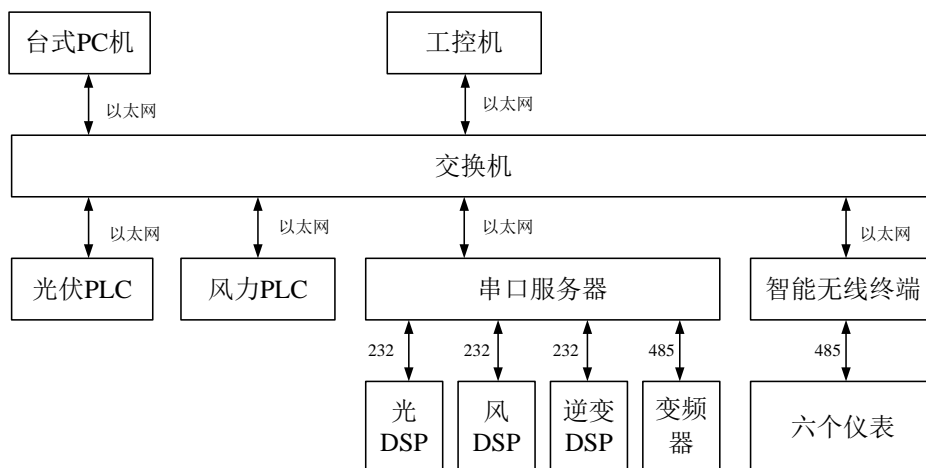 台式PC机
工控机
以太网
以太网
交换机
以太网
以太网
以太网
以太网
光伏PLC
风力PLC
串口服务器
智能无线终端
232
232
232
485
485
光
DSP
风
DSP
逆变
DSP
变频
器
六个仪表